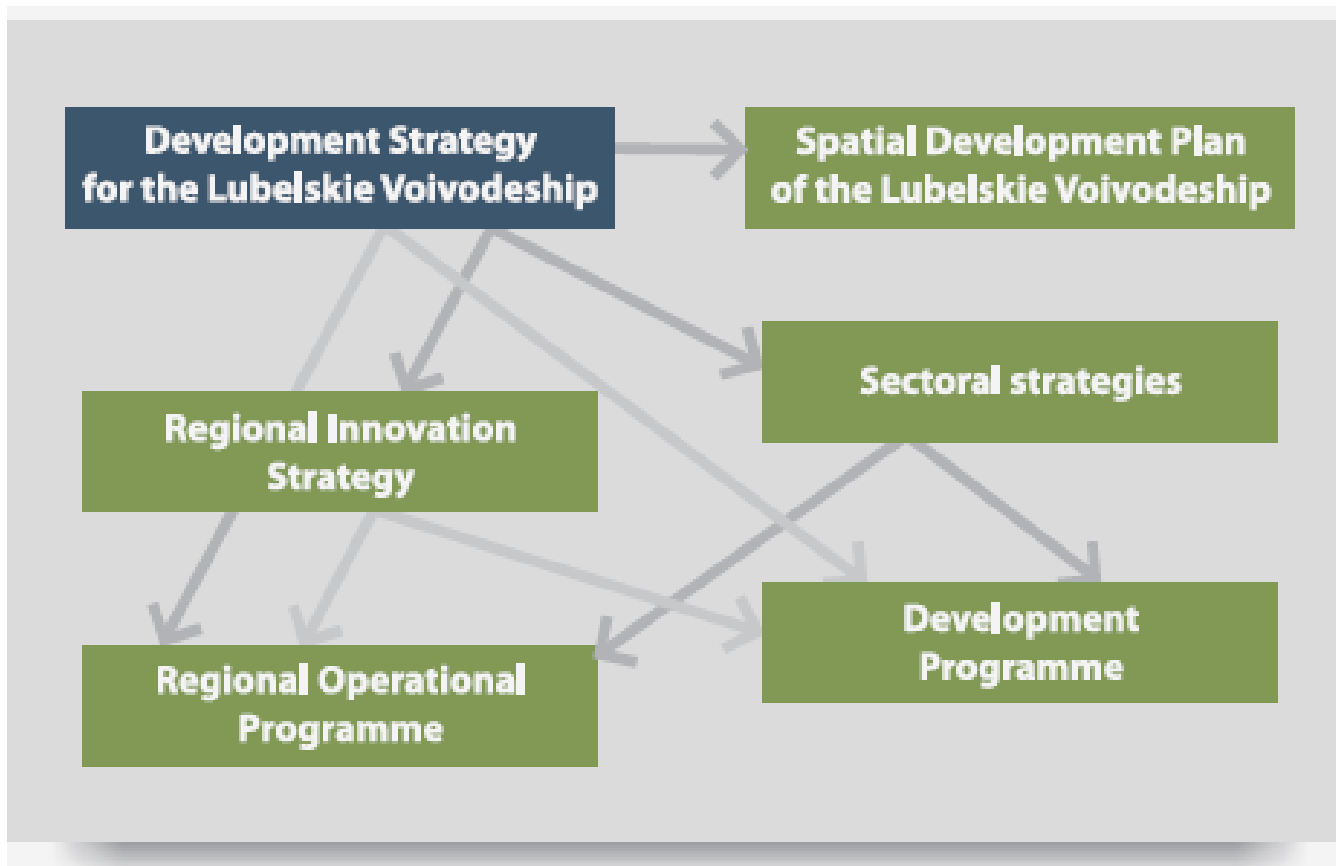 Development Strategy
for the Lubelskie Voivodeship
Spatial Development Plan
of the Lubelskie Voivodeship
Sectoral strategies
Regional Innovation
Strategy
Development
Programme
Regional Operational
Programme